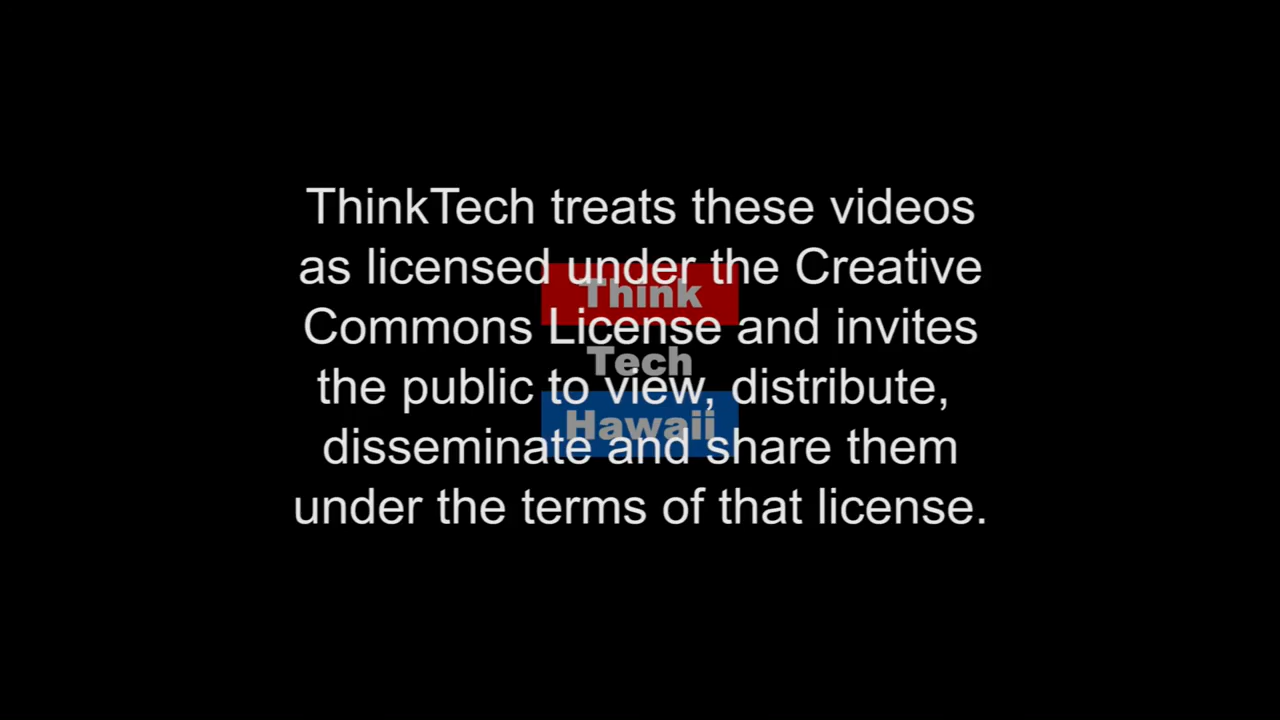 ThinkTech treats these videos
as licensed under the Creative
Commons License and invites
the public to view, distribute,
disseminate and share them
under the terms of that license.
Think
Tech
Hawaii